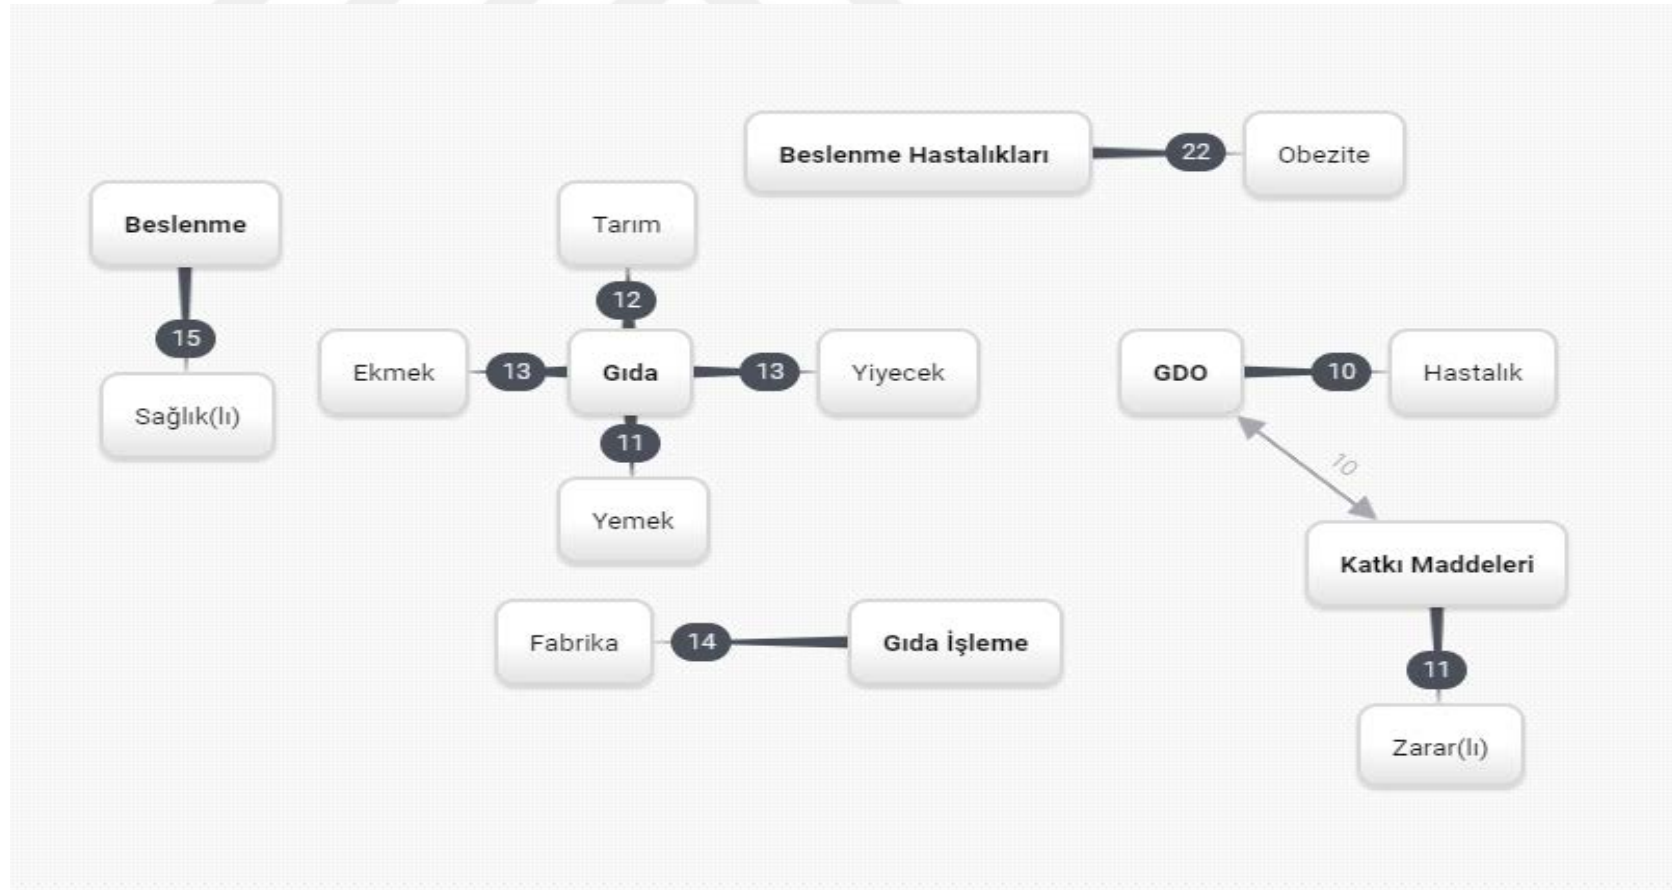 Beslenme Hastalıkları
22
Obezite
Beslenme
Tarım
12
15
Ekmek
13
Gıda
13
Yiyecek
GDO
10
Hastalık
Sağlık(lı)
11
10
Yemek
Katkı Maddeleri
Fabrika
14
Gıda İşleme
11
Zarar(lı)